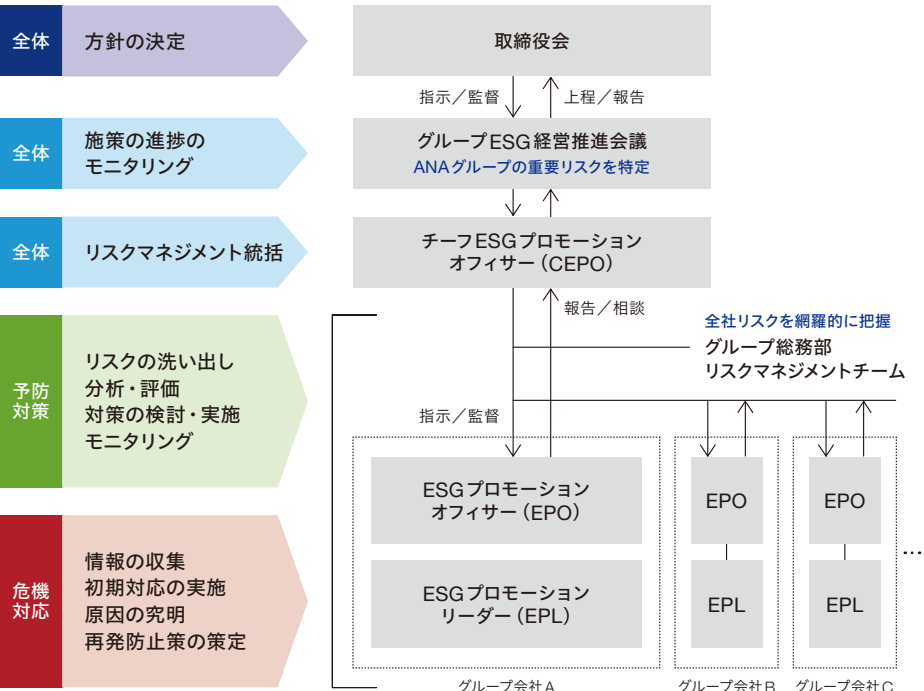 全体
方針の決定
取締役会
指示／監督
上程／報告
全体
施策の進捗の
モニタリング
グループESG経営推進会議
ANAグループの重要リスクを特定
全体
リスクマネジメント統括
チーフESGプロモーション
オフィサー（CEPO）
報告／相談
全社リスクを網羅的に把握
グループ総務部
リスクマネジメントチーム
予防
対策
リスクの洗い出し
分析・評価
対策の検討・実施
モニタリング
指示／監督
ESGプロモーション
オフィサー（EPO）
EPO
EPO
危機
対応
情報の収集
初期対応の実施
原因の究明
再発防止策の策定
ESGプロモーション
リーダー（EPL）
EPL
EPL
…
グループ会社A
グループ会社B
グループ会社C